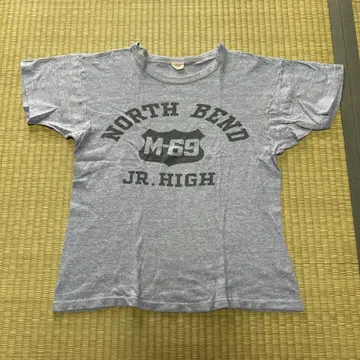 NORTH BEND
M-69
JR. HIGH